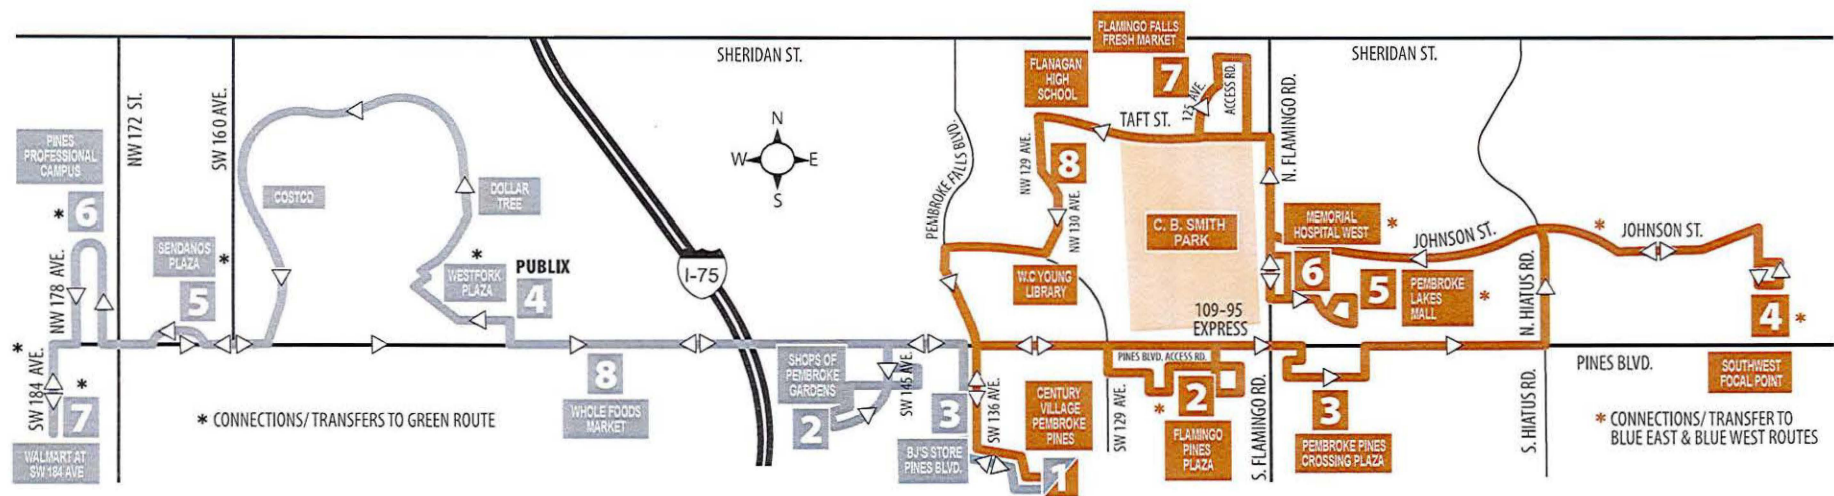 SHERIDAN ST.
SHERIDAN ST.
NW 172 ST.
SW 160 AVE.
PINES
PROFESSIONAL
CAMPUS
* 6
NW 178 AVE.
SENDANOS
PLAZA *
5
COSTCO
DOLLAR
TREE
*
WESTFORK
PLAZA
PUBLIX
4
I-75
N
W E
S
*
SW 184 AVE.
*
7
WALMART AT
SW 184 AVE
* CONNECTIONS/ TRANSFERS TO GREEN ROUTE
8
WHOLE FOODS
MARKET
SHOPS OF
PEMBROKE
GARDENS
2
SW 145 AVE.
3
BJ'S STORE
PINES BLVD.
SW 136 AVE.
CENTURY
VILLAGE
PEMBROKE
PINES
1
PEMBROKE FALLS BLVD.
FLANAGAN
HIGH
SCHOOL
NW 129 AVE.
8
NW 130 AVE.
W.C YOUNG
LIBRARY
FLAMINGO FALLS
FRESH MARKET
7
125 AVE
ACCESS RD.
TAFT ST.
N. FLAMINGO RD.
C. B. SMITH
PARK
109-95
EXPRESS
PINES BLVD. ACCESS RD.
SW 129 AVE.
* 2
FLAMINGO
PINES
PLAZA
S. FLAMINGO RD.
MEMORIAL
HOSPITAL WEST *
6
5
PEMBROKE
LAKES
MALL *
JOHNSON ST.
*
JOHNSON ST.
N. HIATUS RD.
4 *
SOUTHWEST
FOCAL POINT
PINES BLVD.
3
PEMBROKE PINES
CROSSING PLAZA
S. HIATUS RD.
* CONNECTIONS/ TRANSFER TO
BLUE EAST & BLUE WEST ROUTES